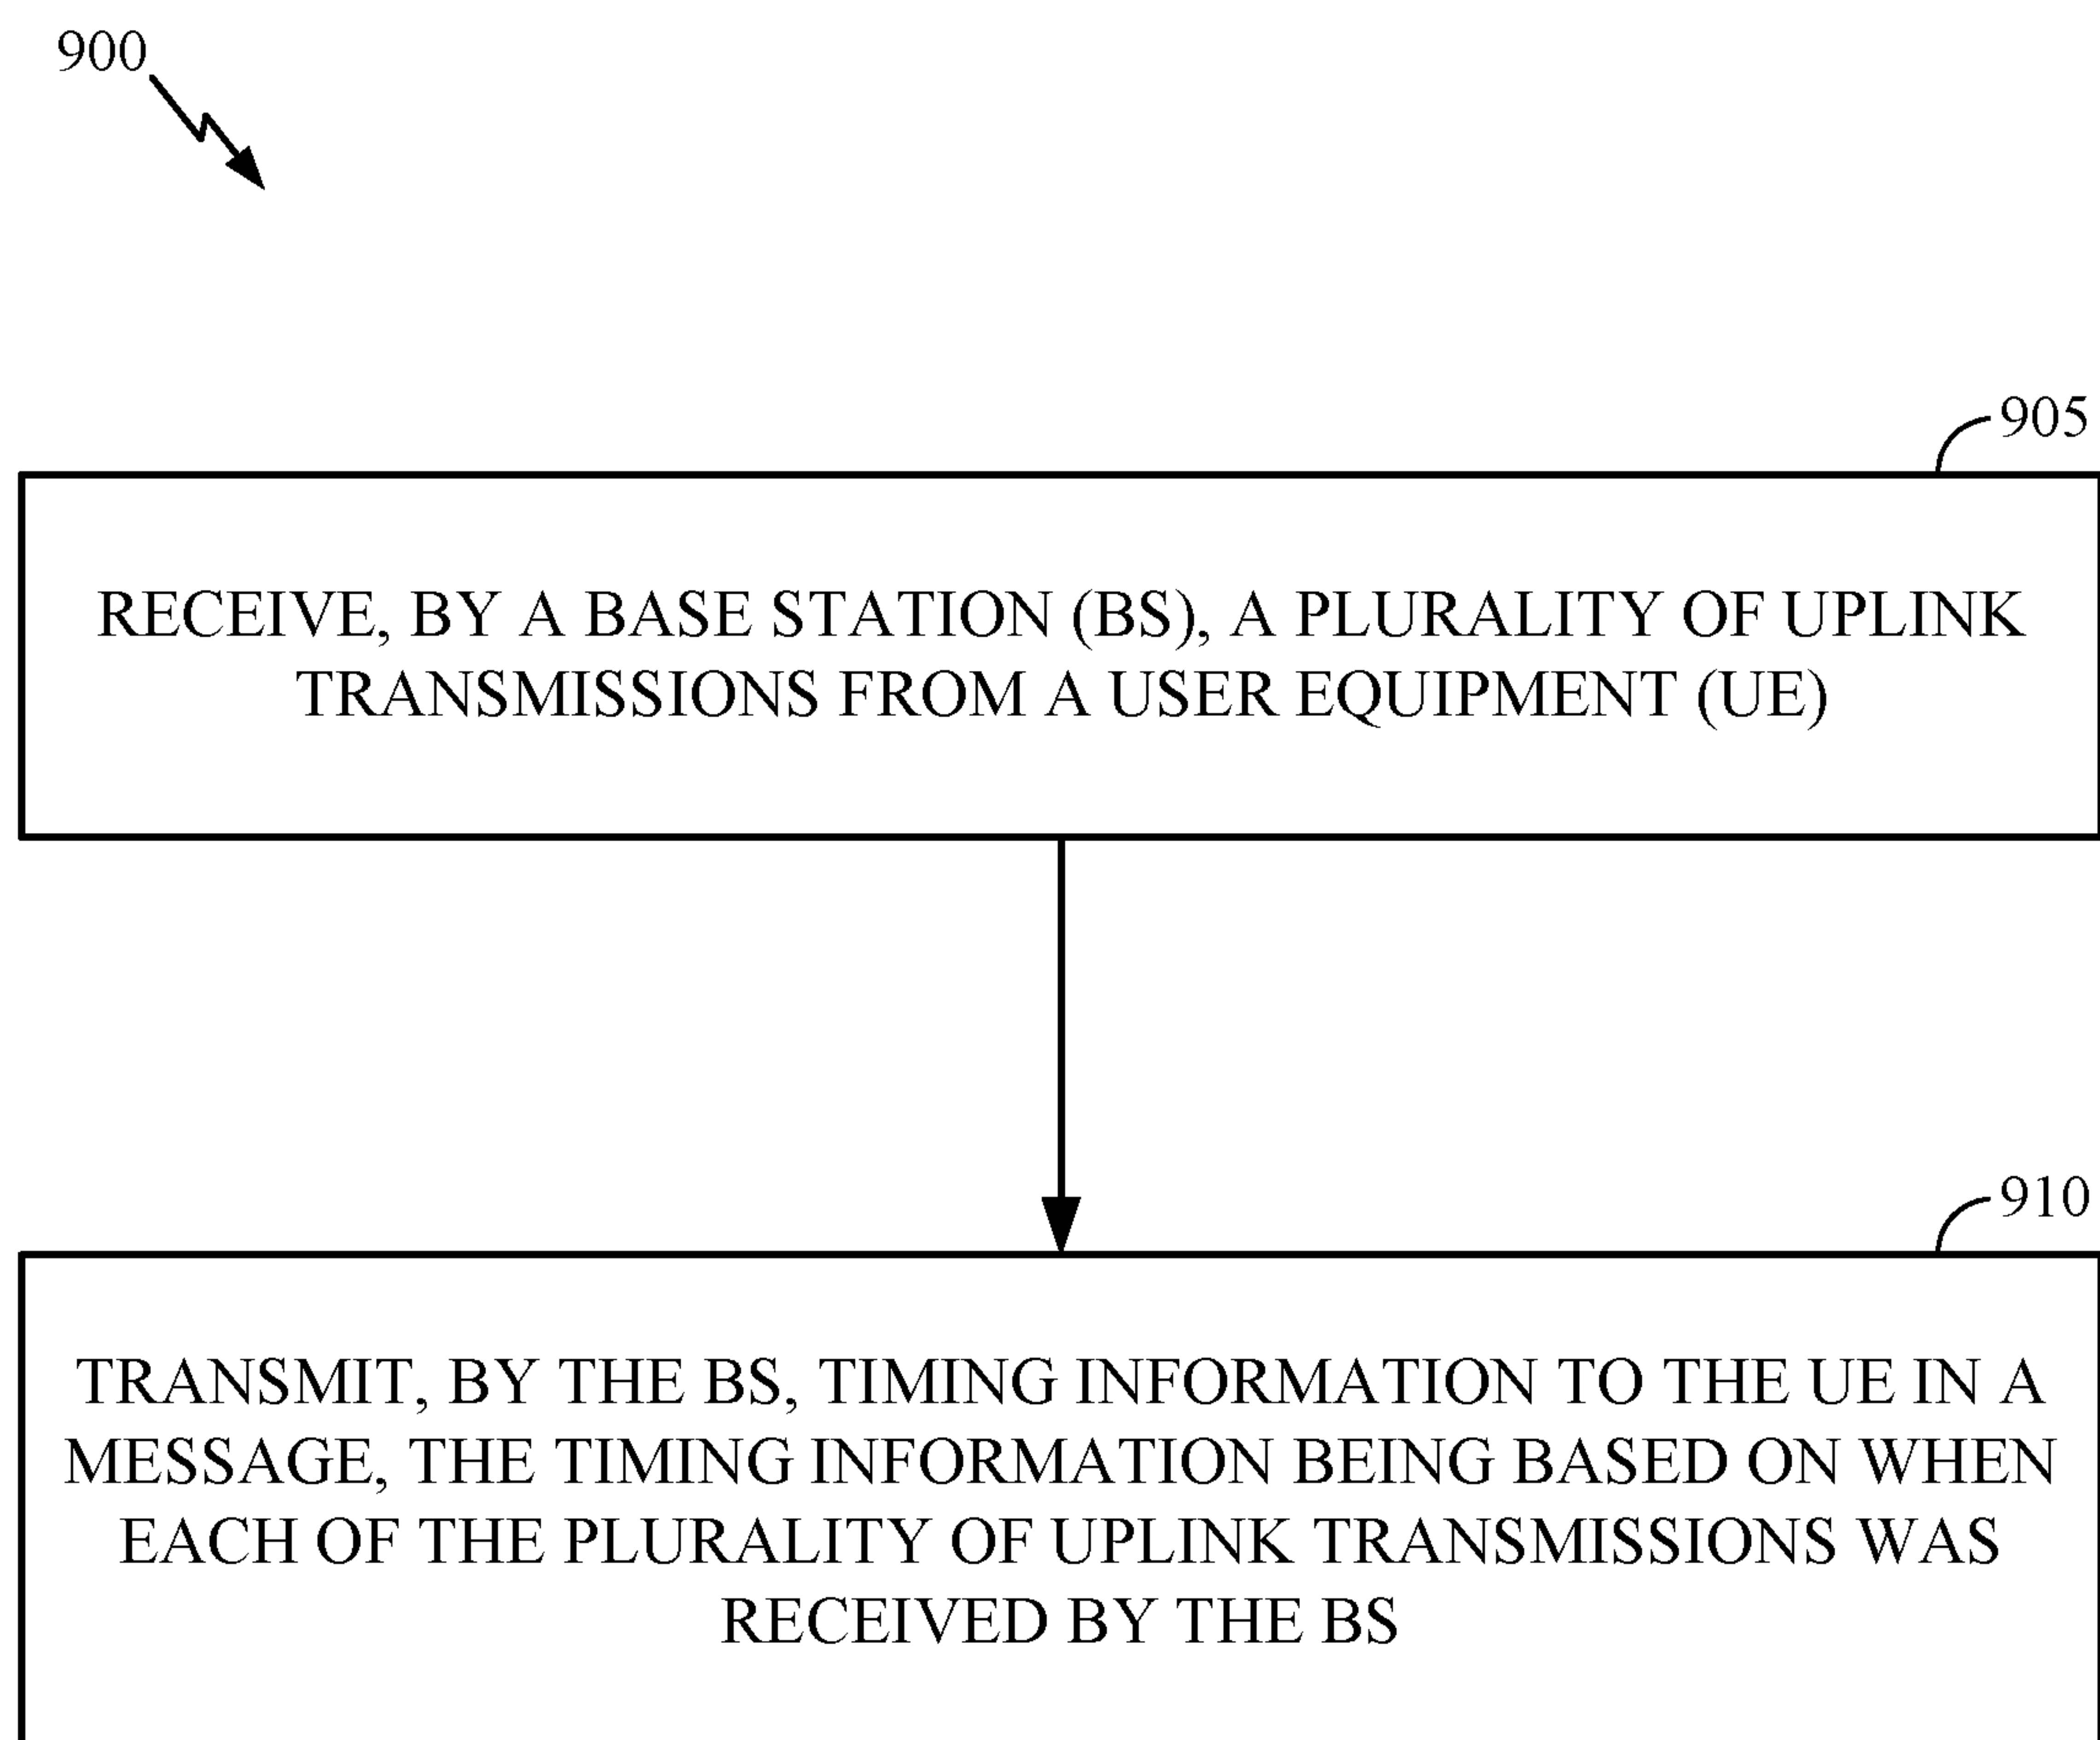 900
905
RECEIVE, BY A BASE STATION (BS), A PLURALITY OF UPLINK
TRANSMISSIONS FROM A USER EQUIPMENT (UE)
910
TRANSMIT, BY THE BS, TIMING INFORMATION TO THE UE IN A
MESSAGE, THE TIMING INFORMATION BEING BASED ON WHEN
EACH OF THE PLURALITY OF UPLINK TRANSMISSIONS WAS
RECEIVED BY THE BS